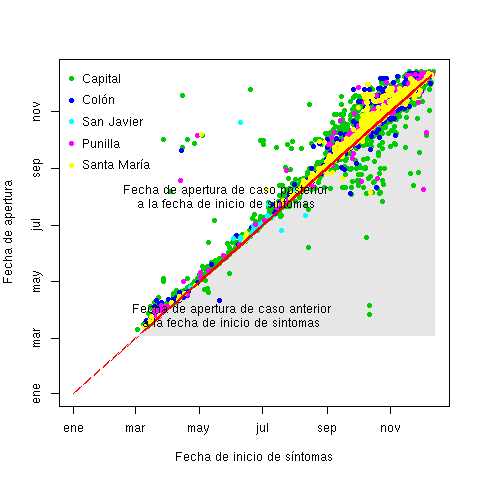 Capital
Colón
San Javier
Punilla
Santa María
Fecha de apertura de caso posterior
a la fecha de inicio de síntomas
Fecha de apertura de caso anterior
a la fecha de inicio de síntomas
Fecha de apertura
ene
mar
may
jul
sep
nov
ene
mar
may
jul
sep
nov
Fecha de inicio de síntomas